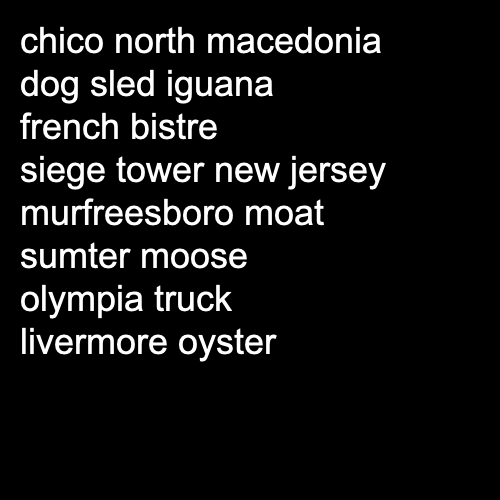 chico north macedonia
dog sled iguana
french bistre
siege tower new jersey
murfreesboro moat
sumter moose
olympia truck
livermore oyster